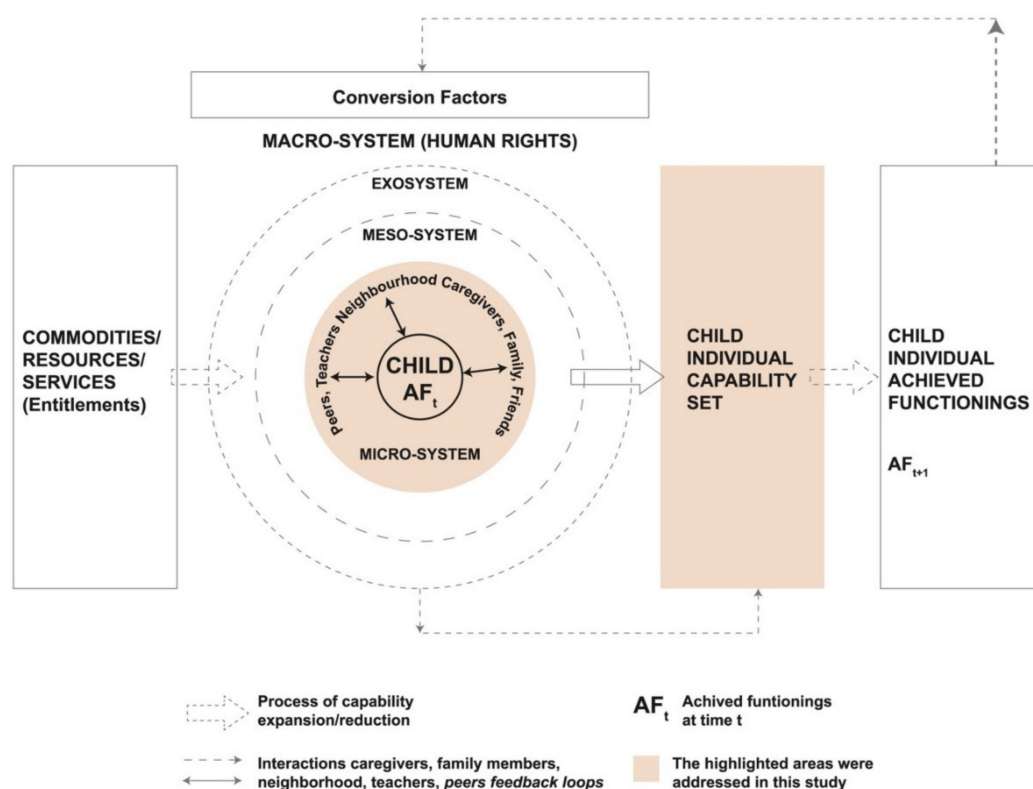 Conversion Factors
MACRO-SYSTEM (HUMAN RIGHTS)
EXOSYSTEM
MESO-SYSTEM
Peers, Teachers Neighbourhood Caregivers, Family, Friends
CHILD
AFt
MICRO-SYSTEM
COMMODITIES/
RESOURCES/
SERVICES
(Entitlements)
CHILD
INDIVIDUAL
CAPABILITY
SET
CHILD
INDIVIDUAL
ACHIEVED
FUNCTIONINGS
AFt+1
Process of capability
expansion/reduction
Interactions caregivers, family members,
neighborhood, teachers, peers feedback loops
AFt Achived funtionings
at time t
The highlighted areas were
addressed in this study